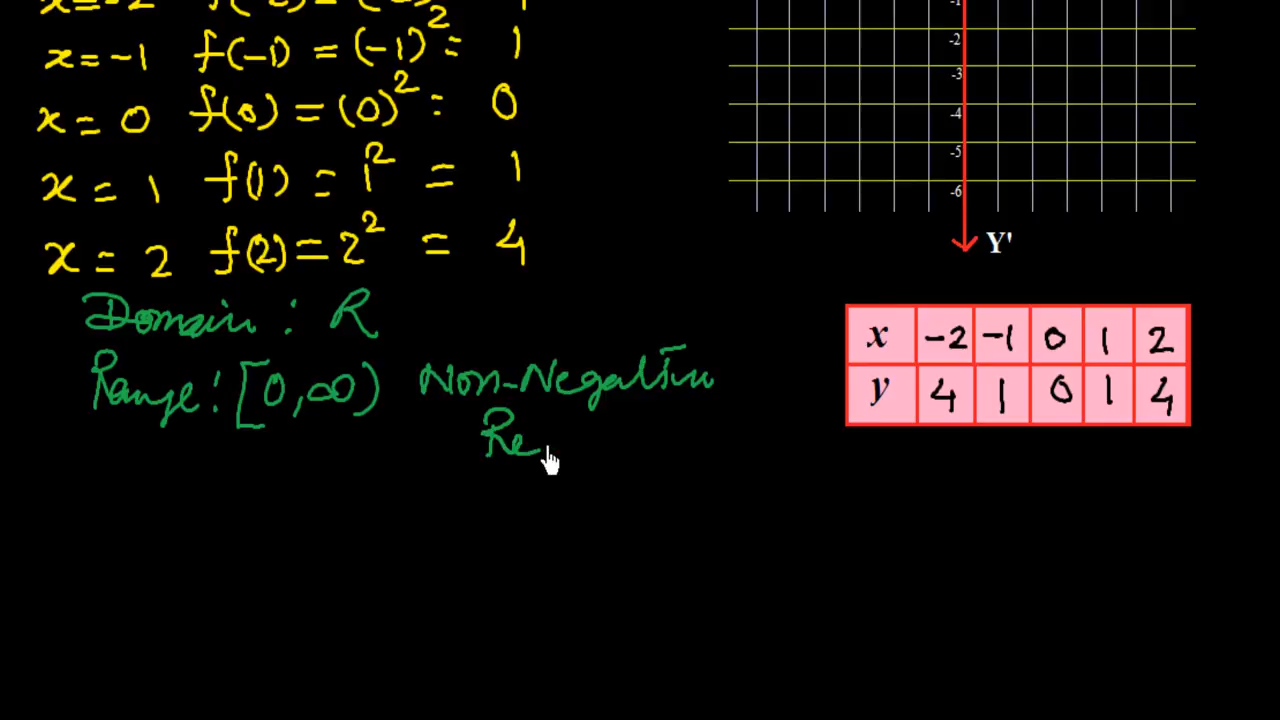 x = -1 f(-1) = (-1)² = 1
x = 0 f(0) = (0)² = 0
x = 1 f(1) = 1² = 1
x = 2 f(2) = 2² = 4
Domain : R
Range : [0, ∞) Non-Negative
Re
-1
-2
-3
-4
-5
-6
Y'
x -2 -1 0 1 2
y 4 1 0 1 4